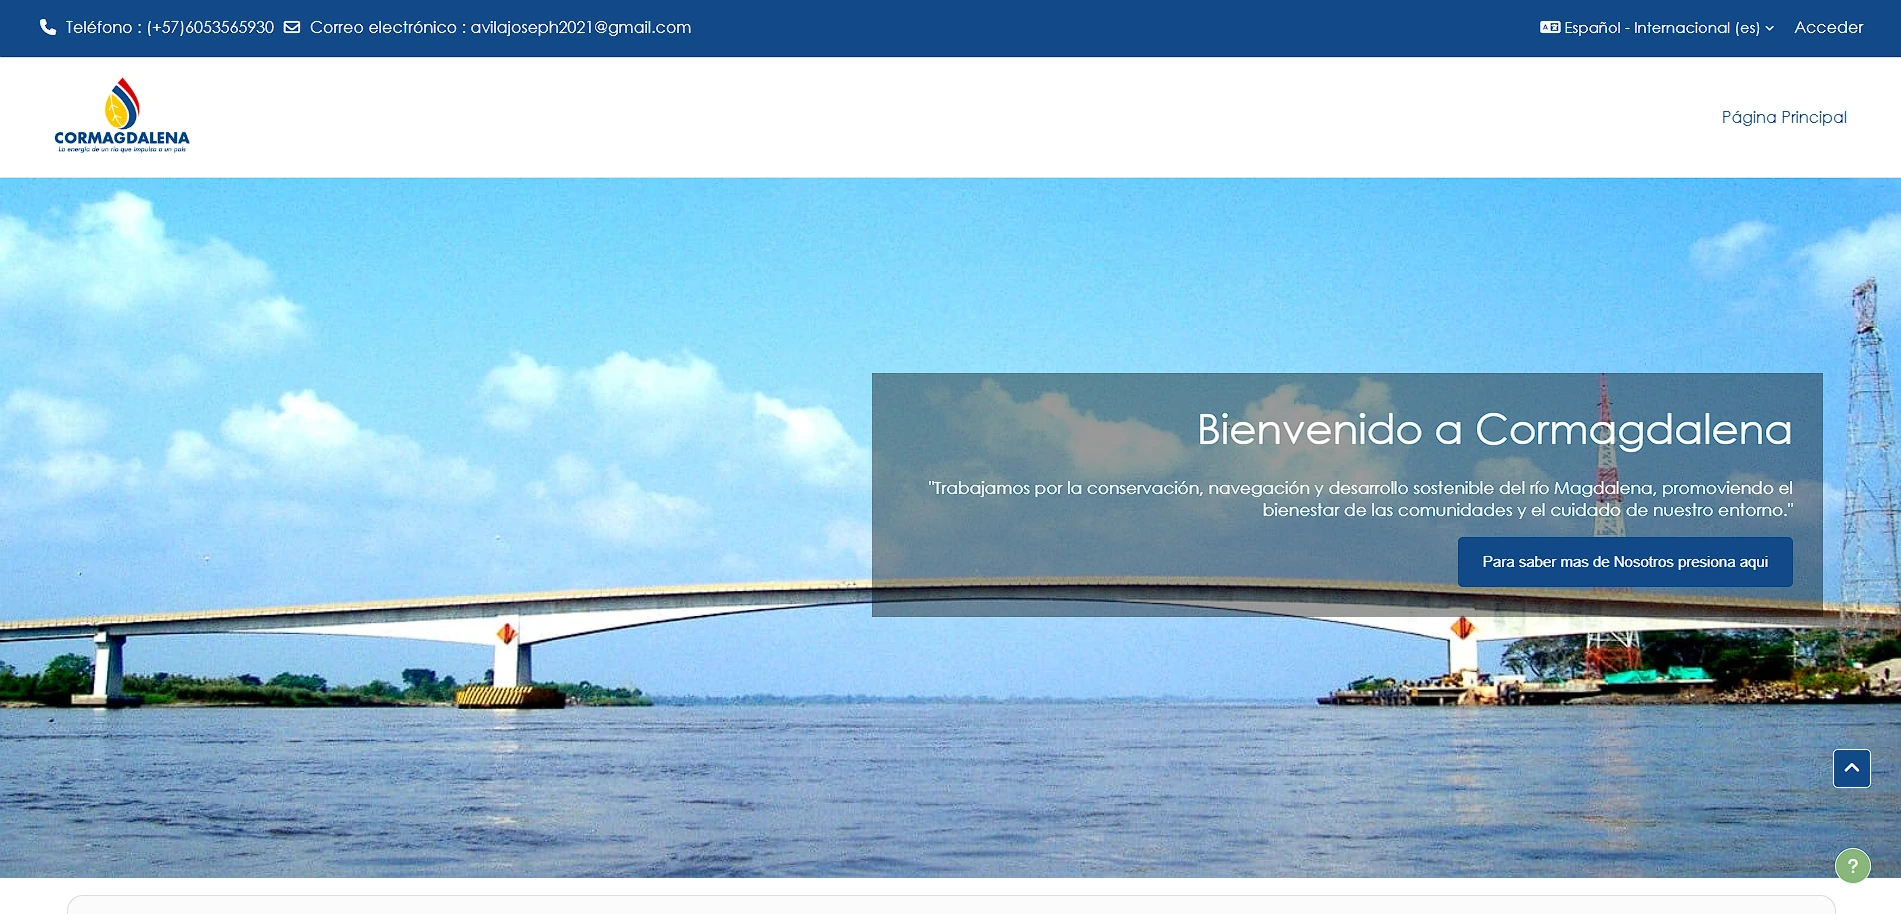 Teléfono : (+57)6053565930 Correo electrónico : avilajoseph2021@gmail.com
Español - Internacional (es)
Acceder
CORMAGDALENA
La energía de un río que impulsa a un país
Página Principal
Bienvenido a Cormagdalena
"Trabajamos por la conservación, navegación y desarrollo sostenible del río Magdalena, promoviendo el
bienestar de las comunidades y el cuidado de nuestro entorno."
Para saber mas de Nosotros presiona aqui
?